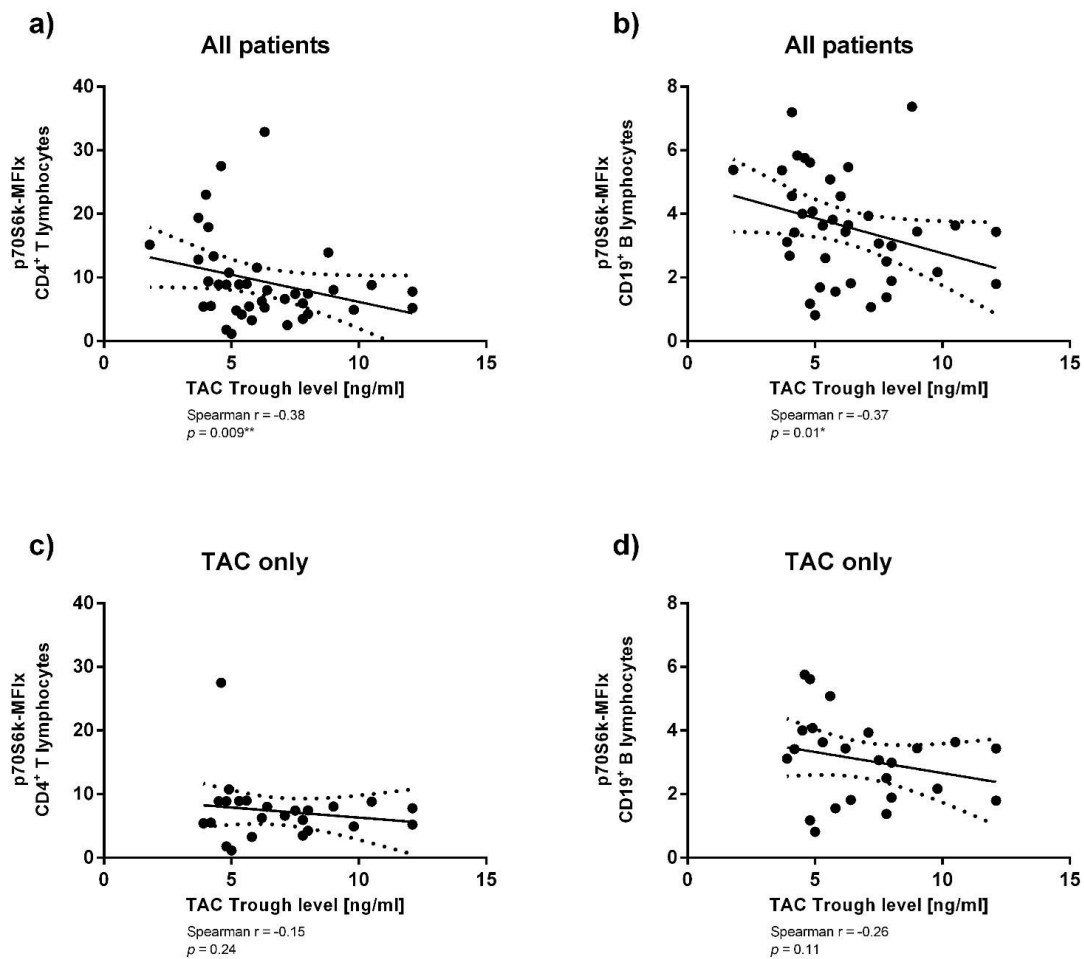 a)
All patients
p70S6k-MFIx
CD4⁺ T lymphocytes
40
30
20
10
0
0 5 10 15
TAC Trough level [ng/ml]
Spearman r = -0.38
p = 0.009**
b)
All patients
p70S6k-MFIx
CD19⁺ B lymphocytes
8
6
4
2
0
0 5 10 15
TAC Trough level [ng/ml]
Spearman r = -0.37
p = 0.01*
c)
TAC only
p70S6k-MFIx
CD4⁺ T lymphocytes
40
30
20
10
0
0 5 10 15
TAC Trough level [ng/ml]
Spearman r = -0.15
p = 0.24
d)
TAC only
p70S6k-MFIx
CD19⁺ B lymphocytes
8
6
4
2
0
0 5 10 15
TAC Trough level [ng/ml]
Spearman r = -0.26
p = 0.11